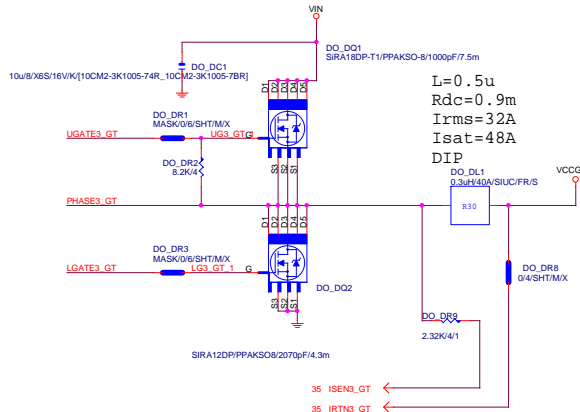 VIN
DO_DQ1
SiRA18DP-T1/PPAKSO-8/1000pF/7.5m
DO_DC1
10u/8/X6S/16V/K/[10CM2-3K1005-74R_10CM2-3K1005-7BR]
D1
D2
D3
D4
D5
L=0.5u
Rdc=0.9m
Irms=32A
Isat=48A
DIP
DO_DR1
MASK/0/6/SHT/M/X
UGATE3_GT
UG3_GT
G
DO_DR2
8.2K/4
S3
S2
S1
DO_DL1
0.3uH/40A/SIUC/FR/S
VCCG
PHASE3_GT
R30
D1
D2
D3
D4
D5
DO_DR3
MASK/0/6/SHT/M/X
LGATE3_GT
LG3_GT_1
G
DO_DR8
0/4/SHT/M/X
DO_DQ2
S3
S2
S1
DO_DR9
2.32K/4/1
SIRA12DP/PPAKSO8/2070pF/4.3m
35 ISEN3_GT
35 IRTN3_GT